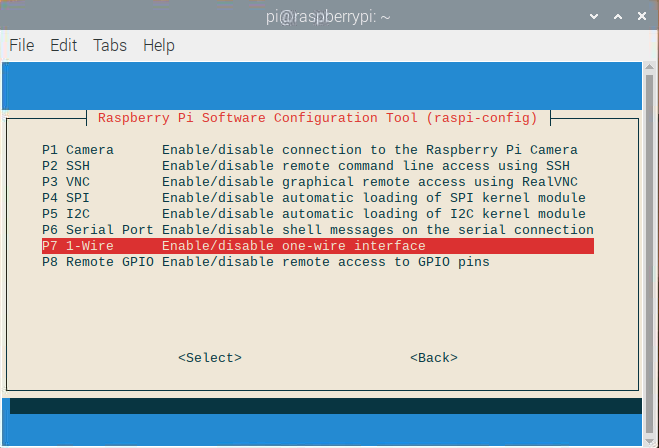 pi@raspberrypi: ~
File Edit Tabs Help
Raspberry Pi Software Configuration Tool (raspi-config)
P1 Camera Enable/disable connection to the Raspberry Pi Camera
P2 SSH Enable/disable remote command line access using SSH
P3 VNC Enable/disable graphical remote access using RealVNC
P4 SPI Enable/disable automatic loading of SPI kernel module
P5 I2C Enable/disable automatic loading of I2C kernel module
P6 Serial Port Enable/disable shell messages on the serial connection
P7 1-Wire Enable/disable one-wire interface
P8 Remote GPIO Enable/disable remote access to GPIO pins
<Select> <Back>